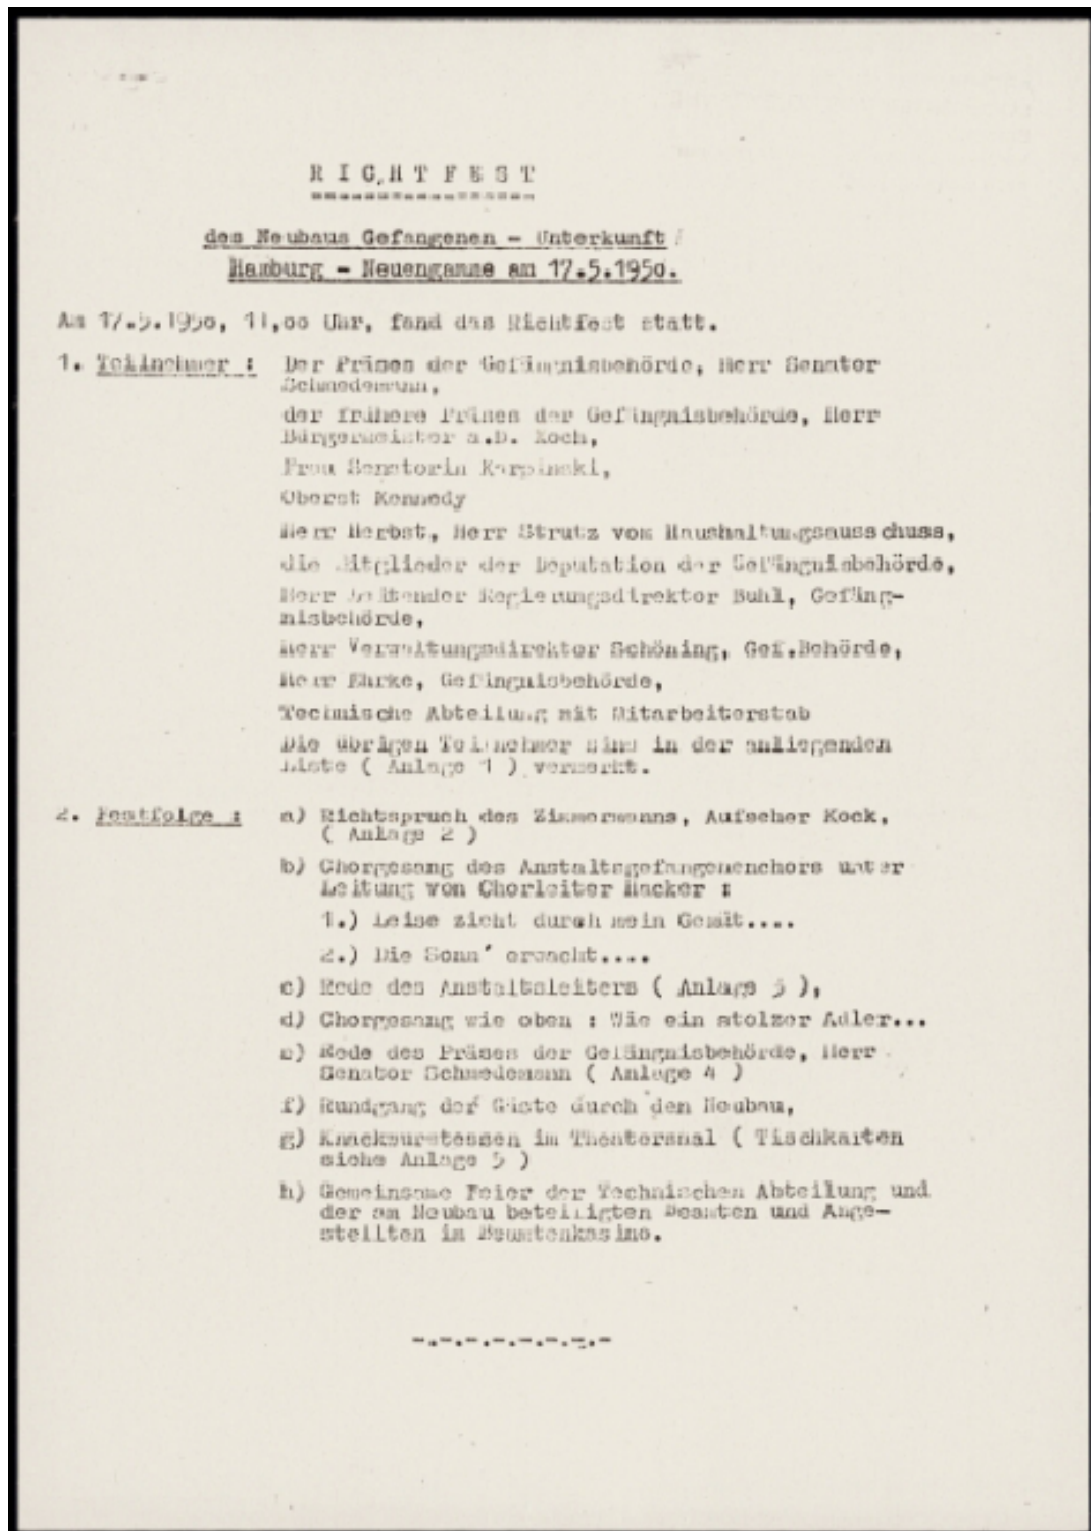 R I C H T F E S T
des Neubaus Gefangenen - Unterkunft
Hamburg - Neuengamme am 17.5.1950.
Am 17.5.1950, 11,00 Uhr, fand das Richtfest statt.
1. Teilnehmer : Der Präses der Gefängnisbehörde, Herr Senator
Schmedemann,
der frühere Präses der Gefängnisbehörde, Herr
Bürgermeister a.D. Koch,
Frau Senatorin Karpinski,
Oberst Kennedy
Herr Herbst, Herr Strutz vom Haushaltungsausschuss,
die Mitglieder der Deputation der Gefängnisbehörde,
Herr Leitender Regierungsdirektor Buhl, Gefäng-
nisbehörde,
Herr Verwaltungsdirektor Schöning, Gef.Behörde,
Herr Ehrke, Gefängnisbehörde,
Technische Abteilung mit Mitarbeiterstab
Die übrigen Teilnehmer sind in der anliegenden
Liste ( Anlage 1 ) vermerkt.
2. Festfolge : a) Richtspruch des Zimmermanns, Aufseher Kock,
( Anlage 2 )
b) Chorgesang des Anstaltsgefangenenchors unter
Leitung von Chorleiter Hacker :
1.) Leise zieht durch mein Gemüt....
2.) Die Sonn' erwacht....
c) Rede des Anstaltsleiters ( Anlage 3 ),
d) Chorgesang wie oben : Wie ein stolzer Adler...
e) Rede des Präses der Gefängnisbehörde, Herr
Senator Schmedemann ( Anlage 4 )
f) Rundgang der Gäste durch den Neubau,
g) Knackwurstessen im Theatersaal ( Tischkarten
siehe Anlage 5 )
h) Gemeinsame Feier der Technischen Abteilung und
der am Neubau beteiligten Beamten und Ange-
stellten im Beamtenkasino.
-.-.-.-.-.-.-.-